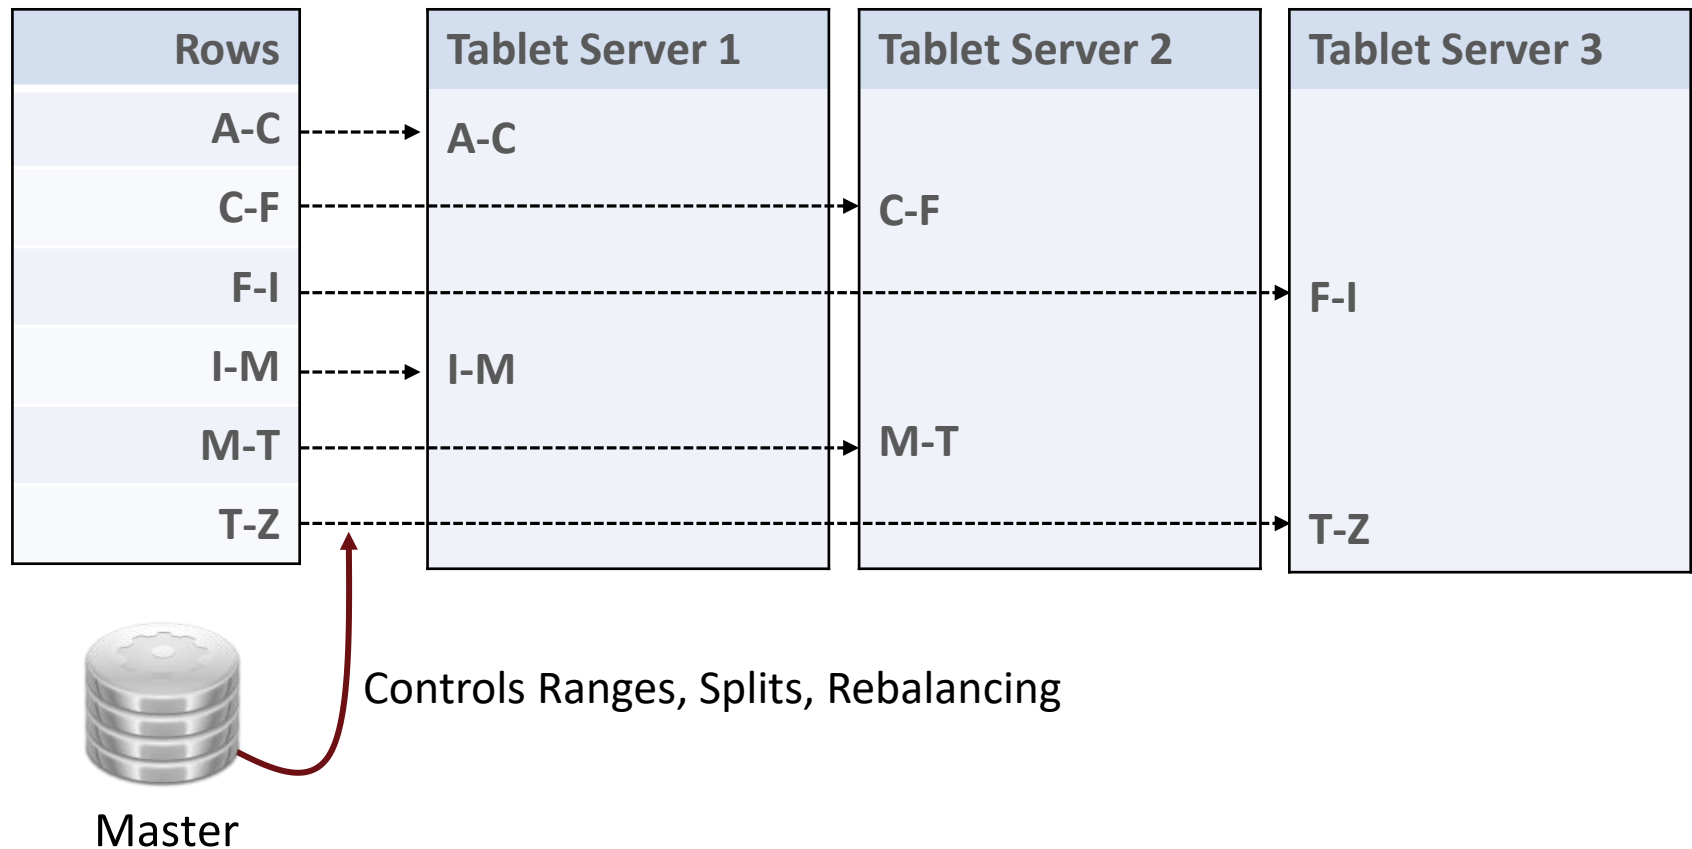 Rows
A-C
C-F
F-I
I-M
M-T
T-Z
Tablet Server 1
A-C
I-M
Tablet Server 2
C-F
M-T
Tablet Server 3
F-I
T-Z
Controls Ranges, Splits, Rebalancing
Master